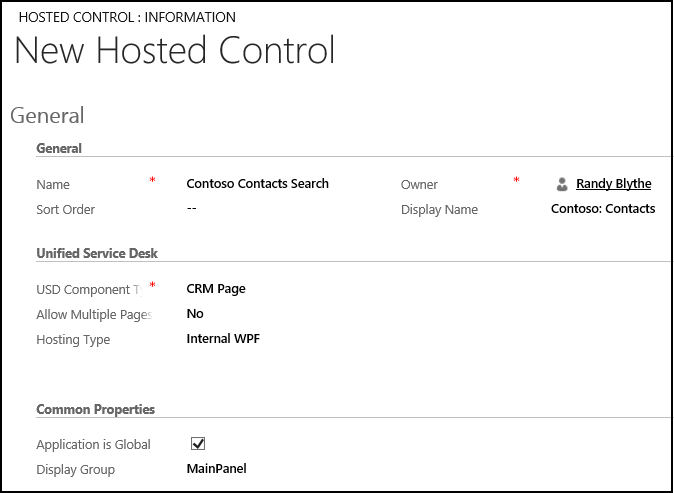 HOSTED CONTROL : INFORMATION
New Hosted Control
General
General
Name * Contoso Contacts Search Owner * Randy Blythe
Sort Order -- Display Name Contoso: Contacts
Unified Service Desk
USD Component T * CRM Page
Allow Multiple Pages No
Hosting Type Internal WPF
Common Properties
Application is Global
Display Group MainPanel